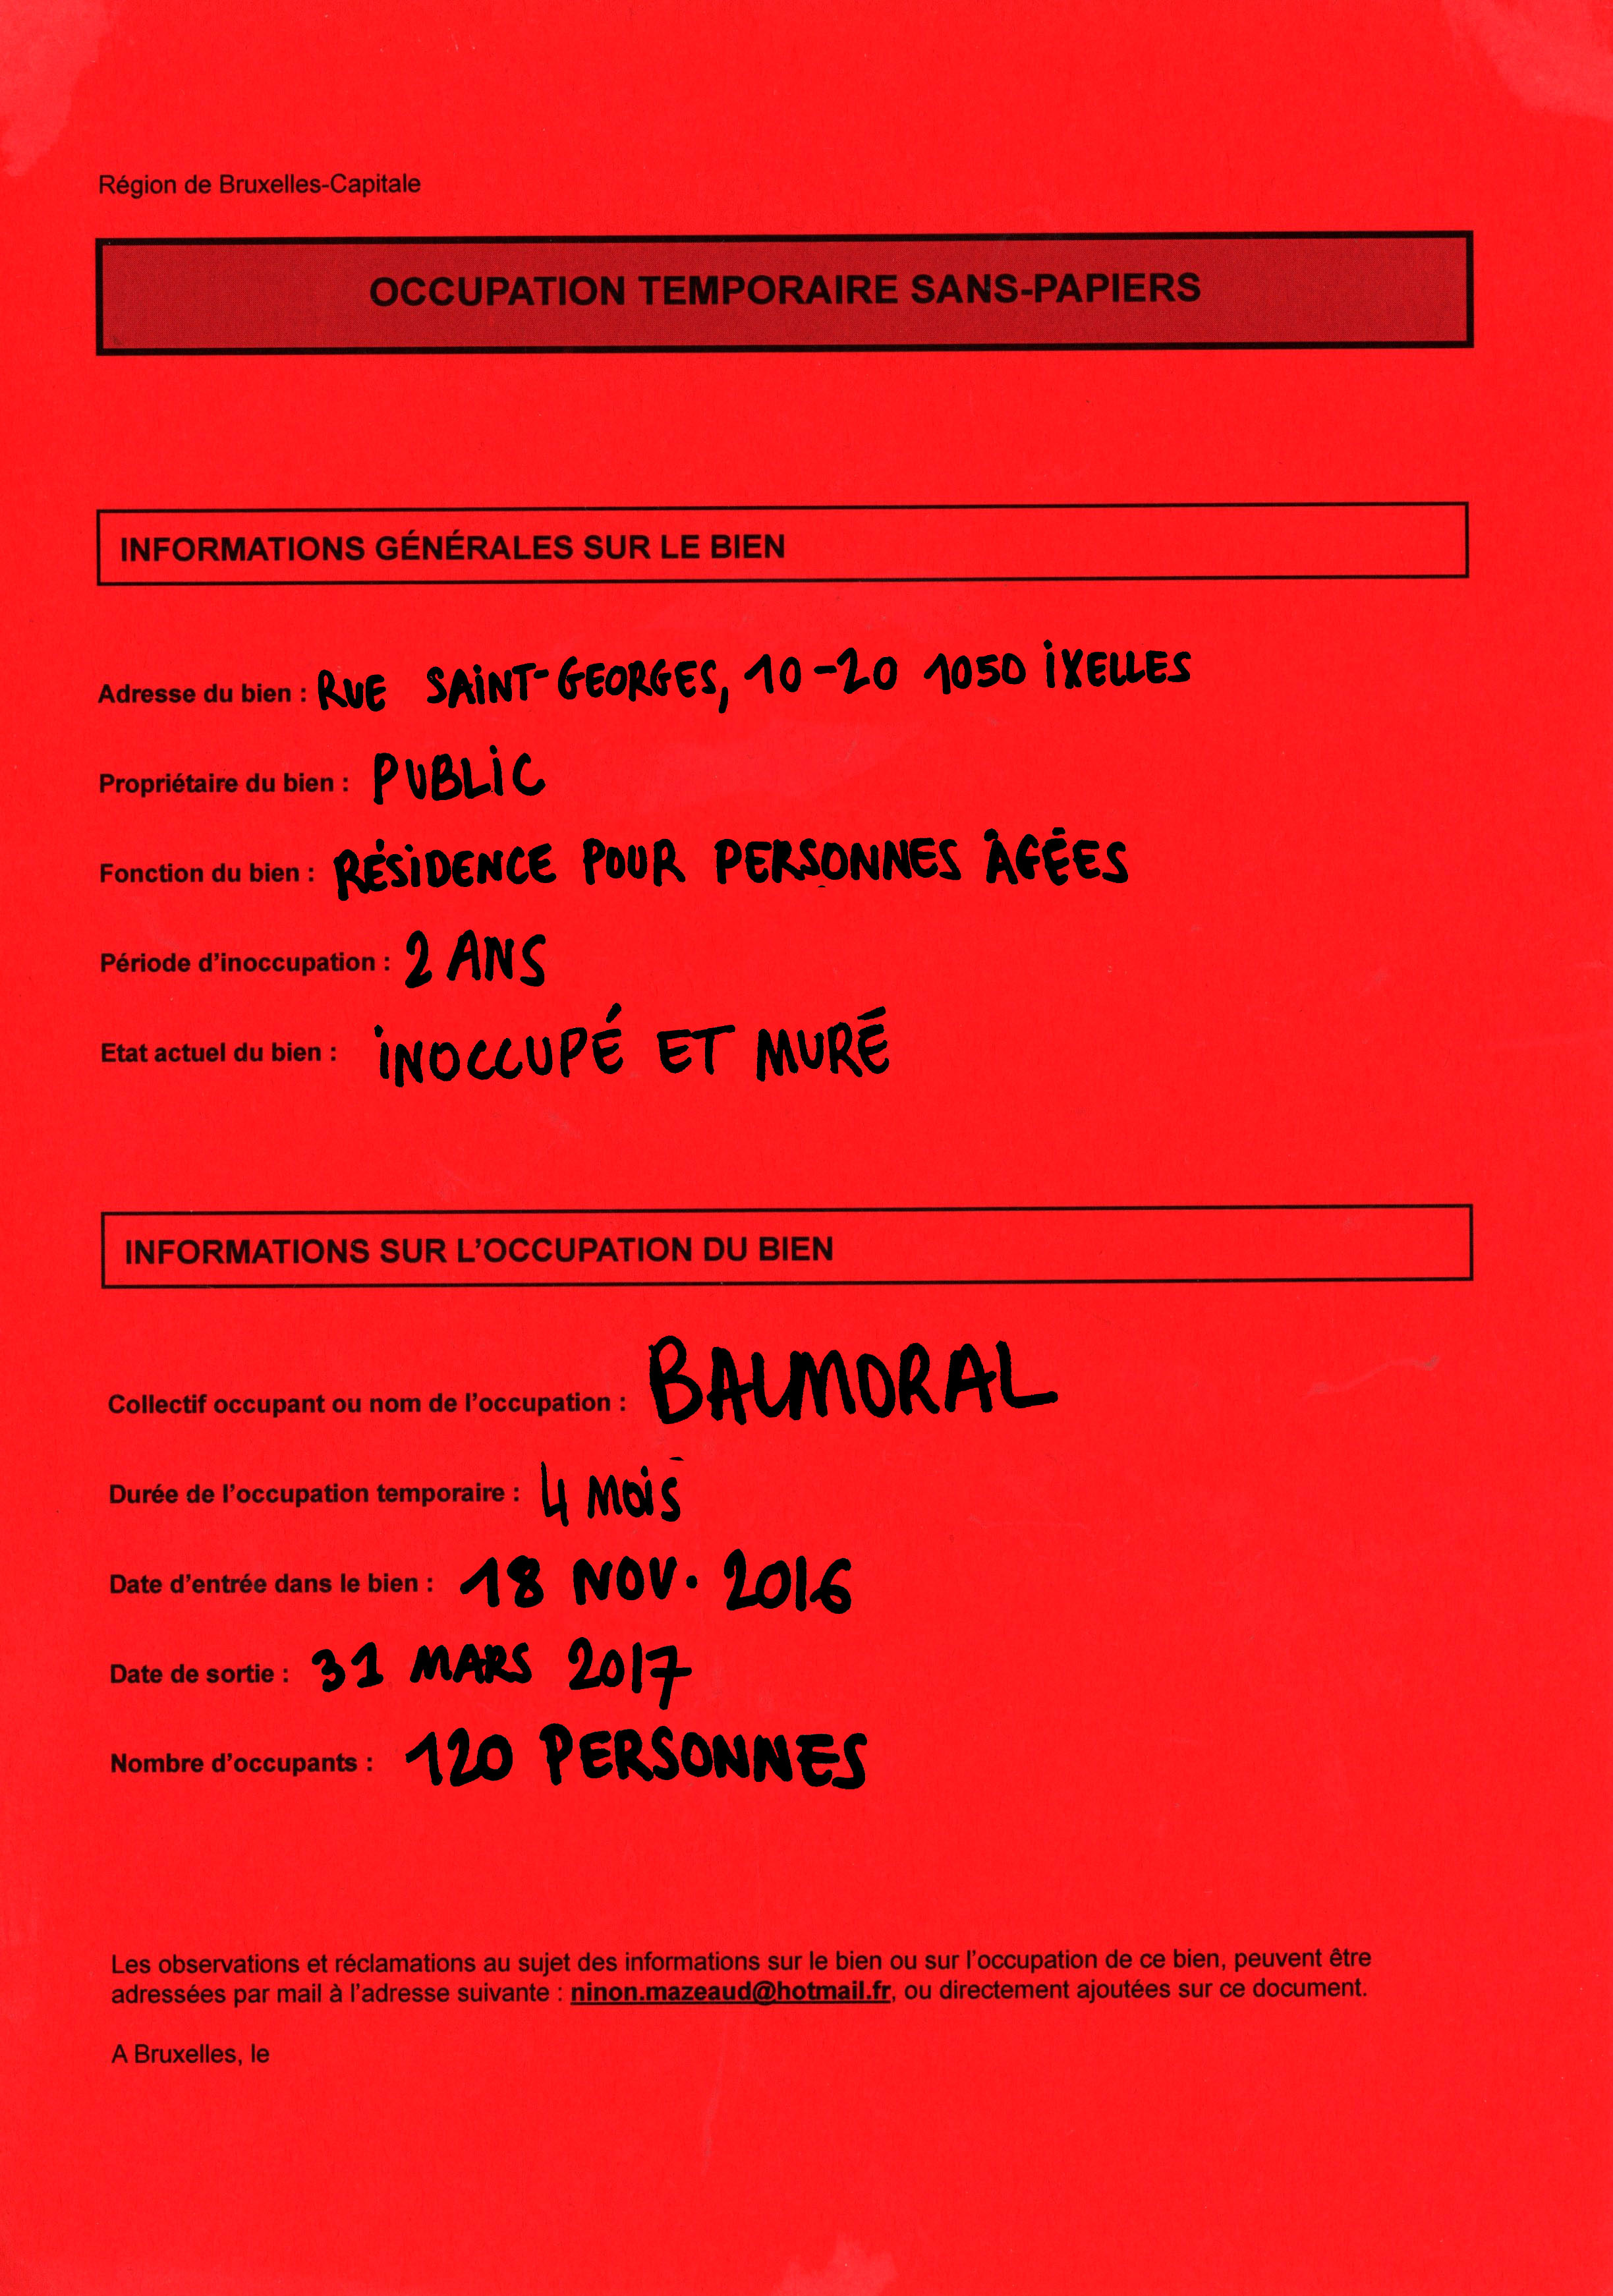 Région de Bruxelles-Capitale
OCCUPATION TEMPORAIRE SANS-PAPIERS
INFORMATIONS GÉNÉRALES SUR LE BIEN
Adresse du bien : RUE SAINT-GEORGES, 10-20 1050 IXELLES
Propriétaire du bien : PUBLIC
Fonction du bien : RÉSIDENCE POUR PERSONNES ÂGÉES
Période d'inoccupation : 2 ANS
Etat actuel du bien : INOCCUPÉ ET MURÉ
INFORMATIONS SUR L'OCCUPATION DU BIEN
Collectif occupant ou nom de l'occupation : BALMORAL
Durée de l'occupation temporaire : 4 MOIS
Date d'entrée dans le bien : 18 NOV. 2016
Date de sortie : 31 MARS 2017
Nombre d'occupants : 120 PERSONNES
Les observations et réclamations au sujet des informations sur le bien ou sur l'occupation de ce bien, peuvent être
adressées par mail à l'adresse suivante : ninon.mazeaud@hotmail.fr, ou directement ajoutées sur ce document.
A Bruxelles, le